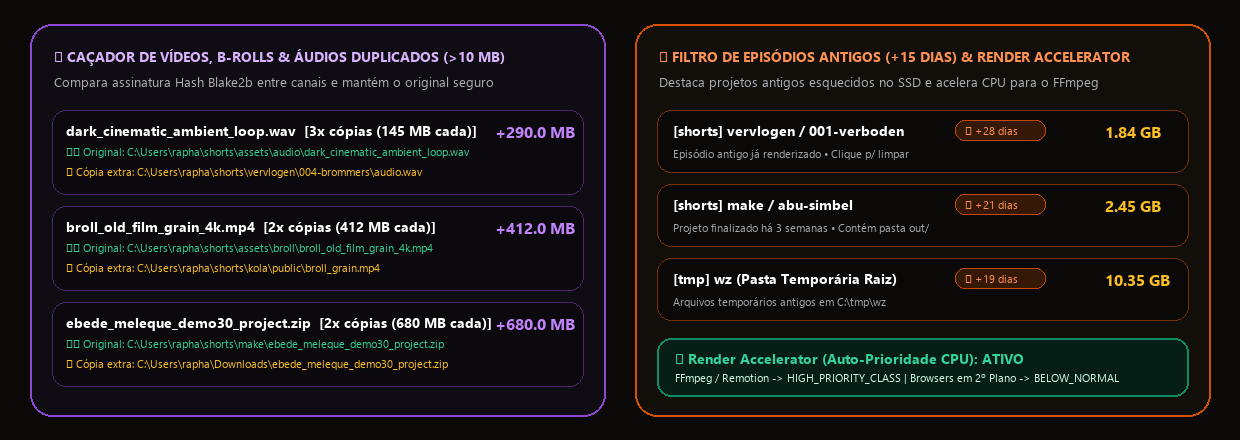 CAÇADOR DE VÍDEOS, B-ROLLS & ÁUDIOS DUPLICADOS (>10 MB)
Compara assinatura Hash Blake2b entre canais e mantém o original seguro
dark_cinematic_ambient_loop.wav [3x cópias (145 MB cada)] +290.0 MB
Original: C:\Users\rapha\shorts\assets\audio\dark_cinematic_ambient_loop.wav
Cópia extra: C:\Users\rapha\shorts\vervlogen\004-brommers\audio.wav
broll_old_film_grain_4k.mp4 [2x cópias (412 MB cada)] +412.0 MB
Original: C:\Users\rapha\shorts\assets\broll\broll_old_film_grain_4k.mp4
Cópia extra: C:\Users\rapha\shorts\kola\public\broll_grain.mp4
ebede_meleque_demo30_project.zip [2x cópias (680 MB cada)] +680.0 MB
Original: C:\Users\rapha\shorts\make\ebede_meleque_demo30_project.zip
Cópia extra: C:\Users\rapha\Downloads\ebede_meleque_demo30_project.zip
FILTRO DE EPISÓDIOS ANTIGOS (+15 DIAS) & RENDER ACCELERATOR
Destaca projetos antigos esquecidos no SSD e acelera CPU para o FFmpeg
[shorts] vervlogen / 001-verboden +28 dias 1.84 GB
Episódio antigo já renderizado • Clique p/ limpar
[shorts] make / abu-simbel +21 dias 2.45 GB
Projeto finalizado há 3 semanas • Contém pasta out/
[tmp] wz (Pasta Temporária Raiz) +19 dias 10.35 GB
Arquivos temporários antigos em C:\tmp\wz
Render Accelerator (Auto-Prioridade CPU): ATIVO
FFmpeg / Remotion -> HIGH_PRIORITY_CLASS | Browsers em 2º Plano -> BELOW_NORMAL